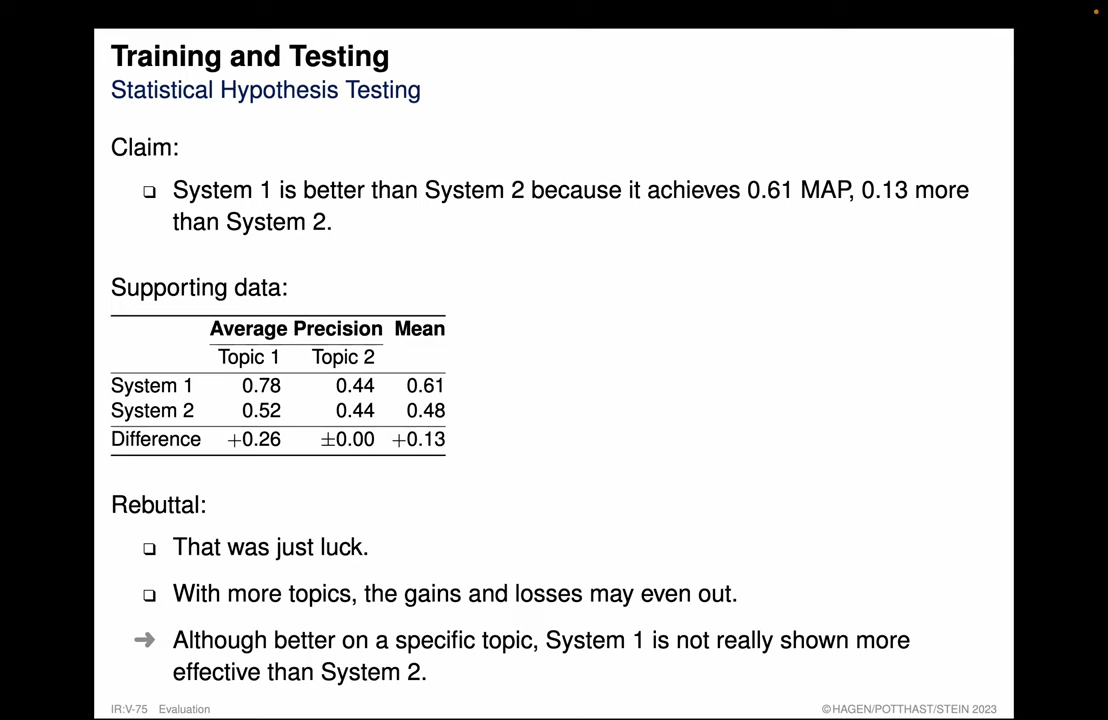 Training and Testing
Statistical Hypothesis Testing
Claim:
❑ System 1 is better than System 2 because it achieves 0.61 MAP, 0.13 more
than System 2.
Supporting data:
Average Precision Mean
Topic 1 Topic 2
System 1 0.78 0.44 0.61
System 2 0.52 0.44 0.48
Difference +0.26 ±0.00 +0.13
Rebuttal:
❑ That was just luck.
❑ With more topics, the gains and losses may even out.
➜ Although better on a specific topic, System 1 is not really shown more
effective than System 2.
IR:V-75 Evaluation ©HAGEN/POTTHAST/STEIN 2023